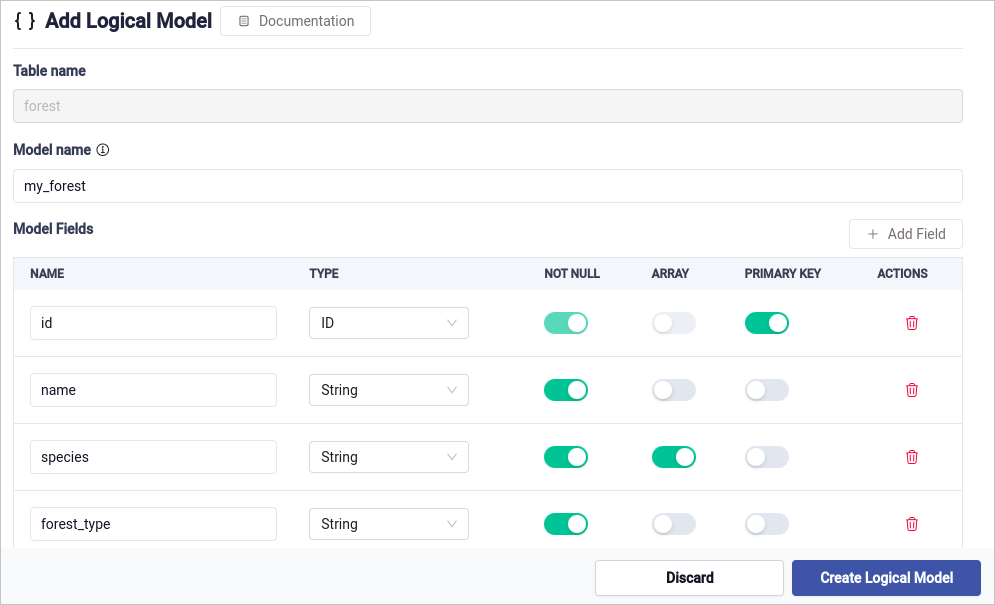 { } Add Logical Model Documentation
Table name
forest
Model name
my_forest
Model Fields
+ Add Field
NAME TYPE NOT NULL ARRAY PRIMARY KEY ACTIONS
id ID
name String
species String
forest_type String
Discard Create Logical Model